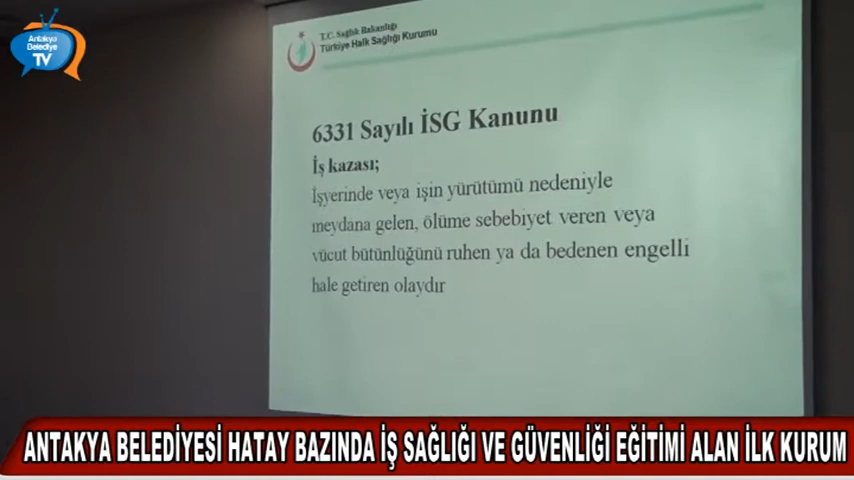 Antakya
Belediye
TV
T.C. Sağlık Bakanlığı
Türkiye Halk Sağlığı Kurumu
6331 Sayılı İSG Kanunu
İş kazası;
İşyerinde veya işin yürütümü nedeniyle
meydana gelen, ölüme sebebiyet veren veya
vücut bütünlüğünü ruhen ya da bedenen engelli
hale getiren olaydır
ANTAKYA BELEDİYESİ HATAY BAZINDA İŞ SAĞLIĞI VE GÜVENLİĞİ EĞİTİMİ ALAN İLK KURUM